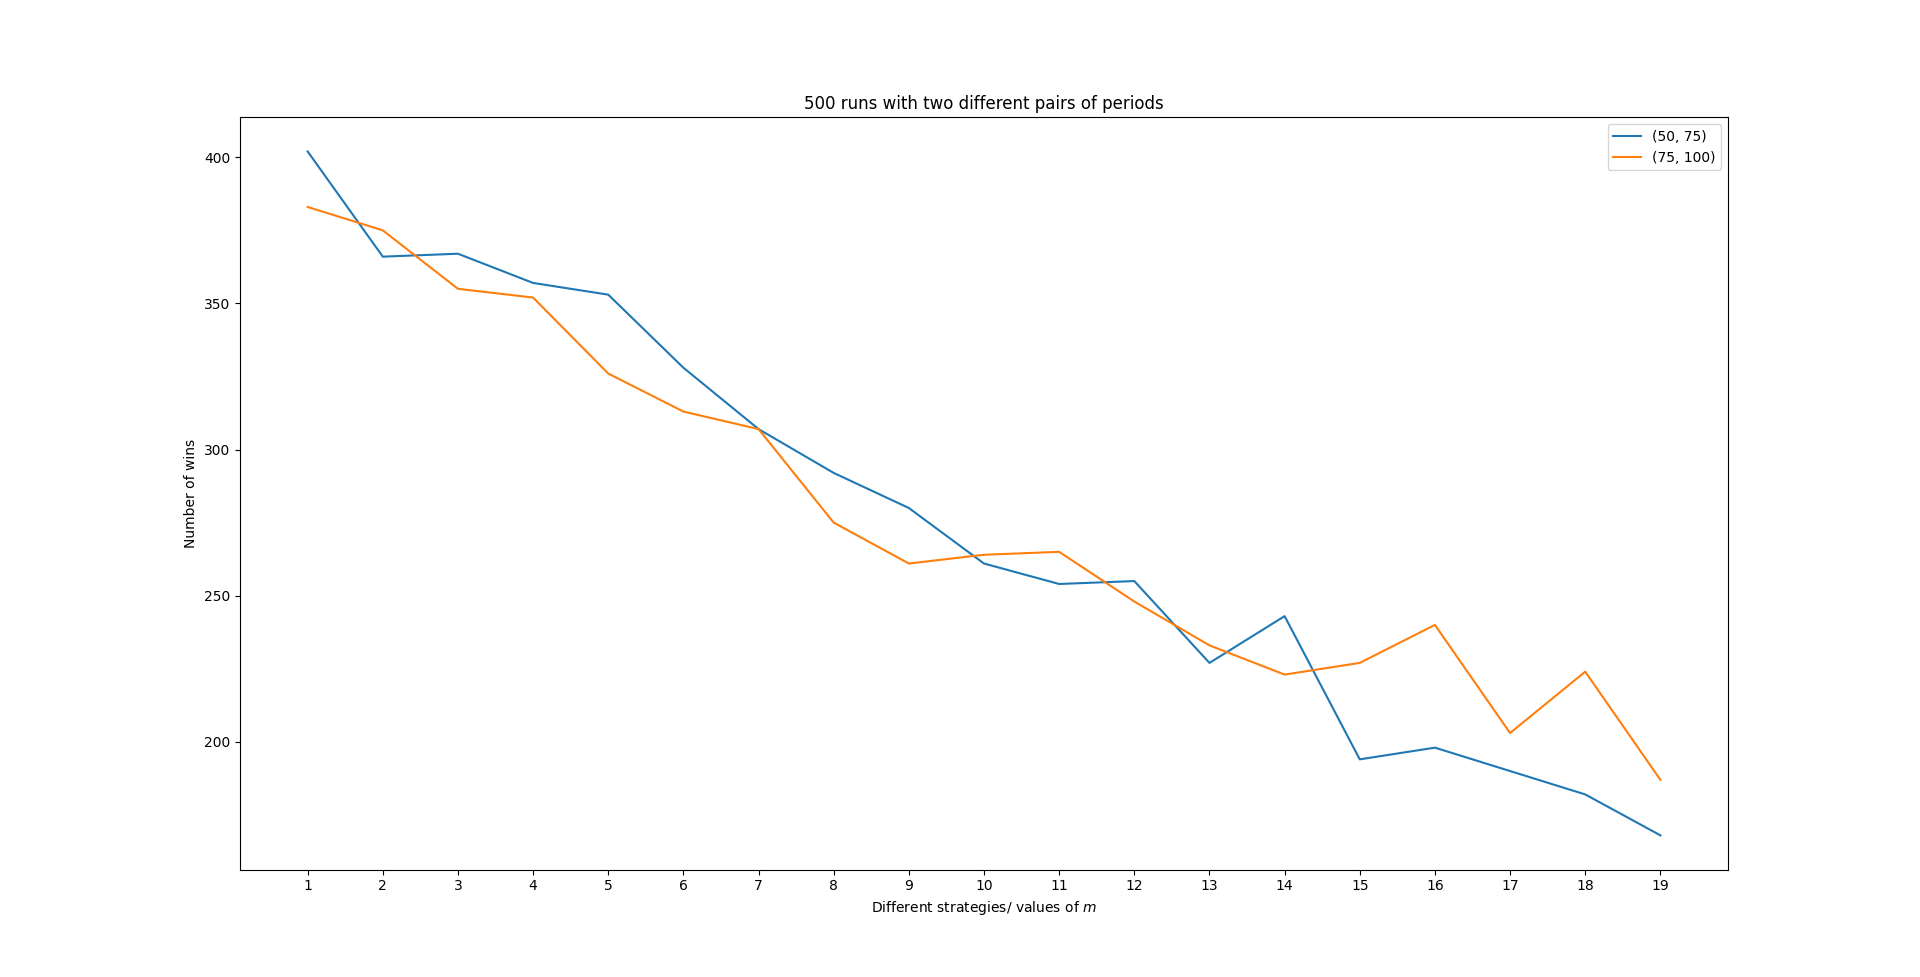 500 runs with two different pairs of periods
(50, 75)
(75, 100)
Number of wins
400
350
300
250
200
1 2 3 4 5 6 7 8 9 10 11 12 13 14 15 16 17 18 19
Different strategies/ values of m